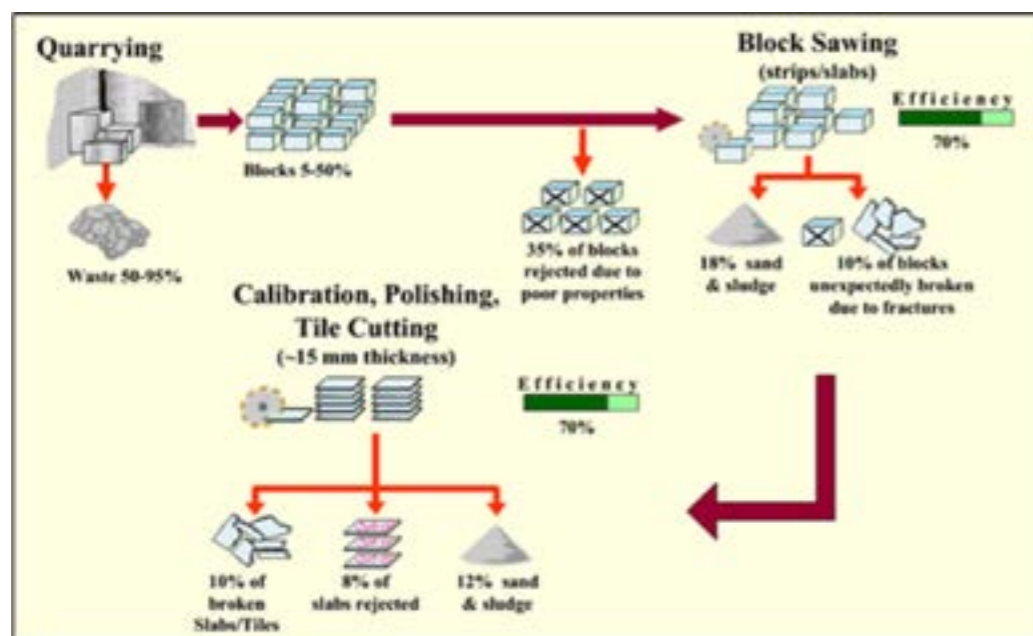 Quarrying
Blocks 5-50%
Waste 50-95%
35% of blocks
rejected due to
poor properties
Block Sawing
(strips/slabs)
Efficiency
70%
18% sand
& sludge
10% of blocks
unexpectedly broken
due to fractures
Calibration, Polishing,
Tile Cutting
(~15 mm thickness)
Efficiency
70%
10% of
broken
Slabs/Tiles
8% of
slabs rejected
12% sand
& sludge